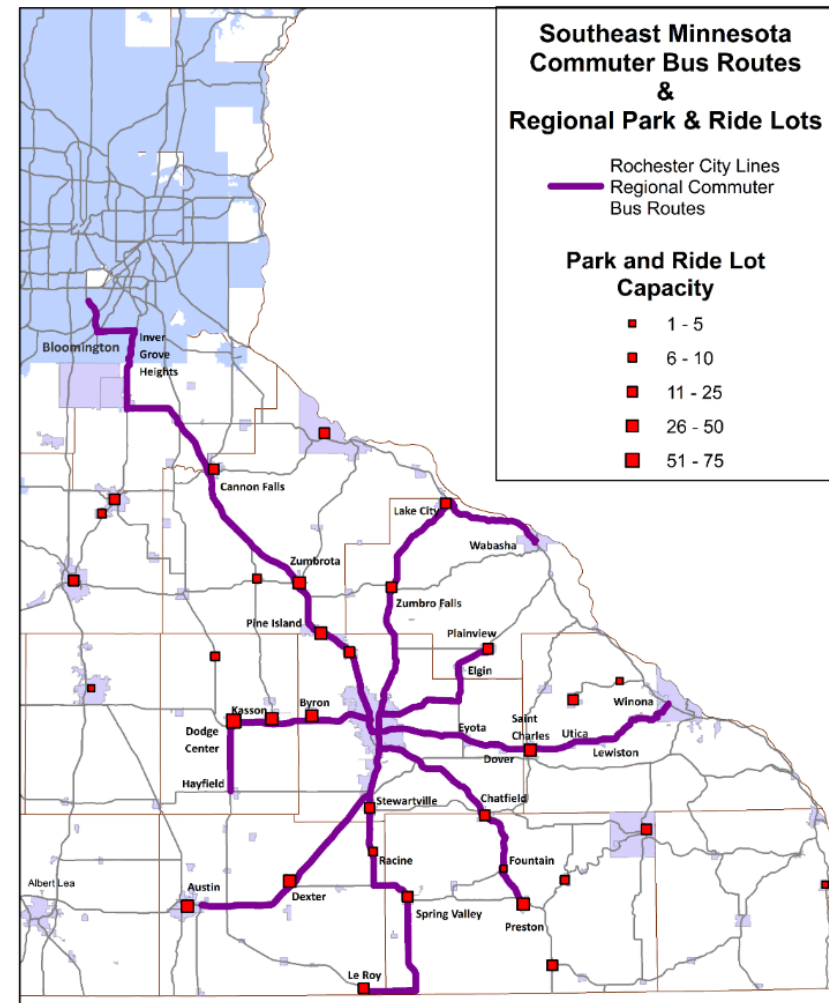 Southeast Minnesota
Commuter Bus Routes
&
Regional Park & Ride Lots
Rochester City Lines
Regional Commuter
Bus Routes
Park and Ride Lot
Capacity
1 - 5
6 - 10
11 - 25
26 - 50
51 - 75
Bloomington
Inver
Grove
Heights
Cannon Falls
Lake City
Wabasha
Zumbrota
Zumbro Falls
Pine Island
Plainview
Elgin
Byron
Kasson
Dodge
Center
Hayfield
Winona
Saint
Charles
Utica
Eyota
Dover
Lewiston
Stewartville
Chatfield
Racine
Fountain
Albert Lea
Austin
Dexter
Spring Valley
Preston
Le Roy